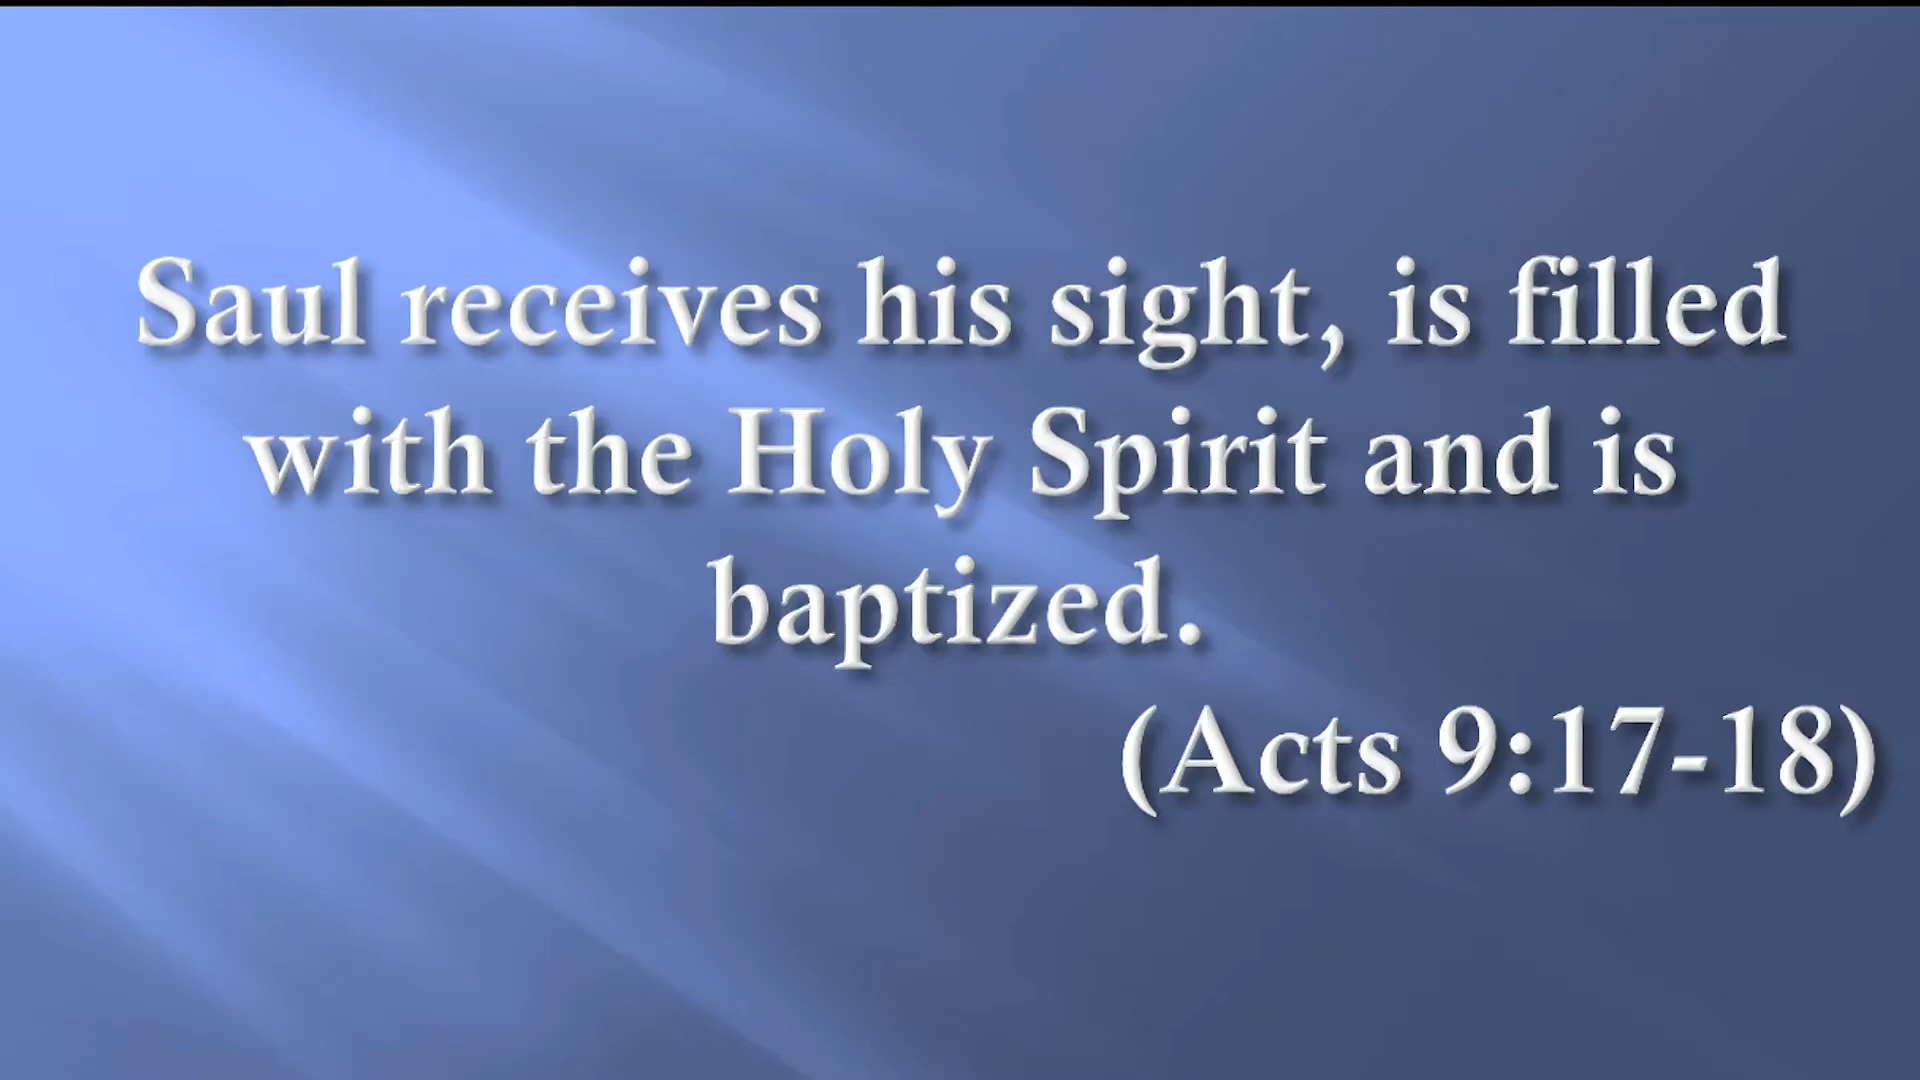 Saul receives his sight, is filled
with the Holy Spirit and is
baptized.
(Acts 9:17-18)